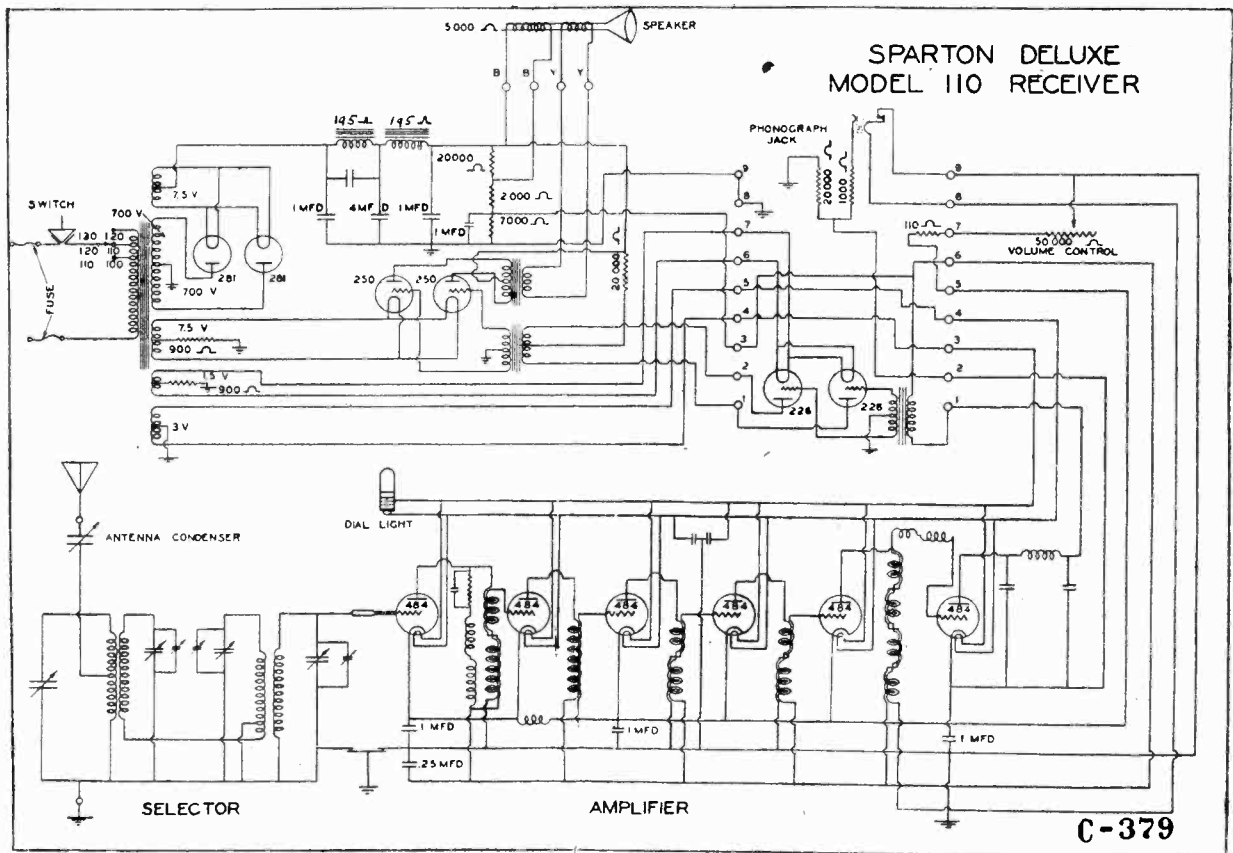 SPARTON DELUXE
MODEL 110 RECEIVER
5000 Ω
SPEAKER
B B Y Y
195 Ω 195 Ω
20000 Ω
2000 Ω
7000 Ω
1 MFD 4 MFD 1 MFD
1 MFD
20,000 Ω
PHONOGRAPH
JACK
20000 Ω
1000 Ω
SWITCH
130 120
120 110
110 100
FUSE
7.5 V
700 V
281 281
700 V
250 250
7.5 V
900 Ω
1.5 V
900 Ω
3 V
9
8
7
6
5
4
3
2
1
226 226
9
8
7
6
5
4
3
2
1
110 Ω
50000 Ω
VOLUME CONTROL
DIAL LIGHT
ANTENNA CONDENSER
484 484 484 484 484 484
1 MFD
.25 MFD
1 MFD
1 MFD
SELECTOR
AMPLIFIER
C-379